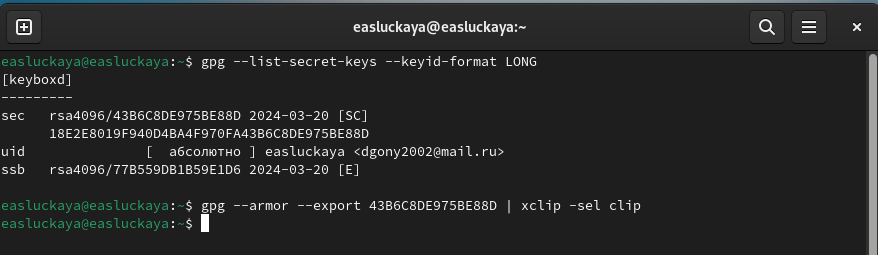 easluckaya@easluckaya:~
easluckaya@easluckaya:~$ gpg --list-secret-keys --keyid-format LONG
[keyboxd]
---------
sec   rsa4096/43B6C8DE975BE88D 2024-03-20 [SC]
      18E2E8019F940D4BA4F970FA43B6C8DE975BE88D
uid               [  абсолютно ] easluckaya <dgony2002@mail.ru>
ssb   rsa4096/77B559DB1B59E1D6 2024-03-20 [E]
easluckaya@easluckaya:~$ gpg --armor --export 43B6C8DE975BE88D | xclip -sel clip
easluckaya@easluckaya:~$